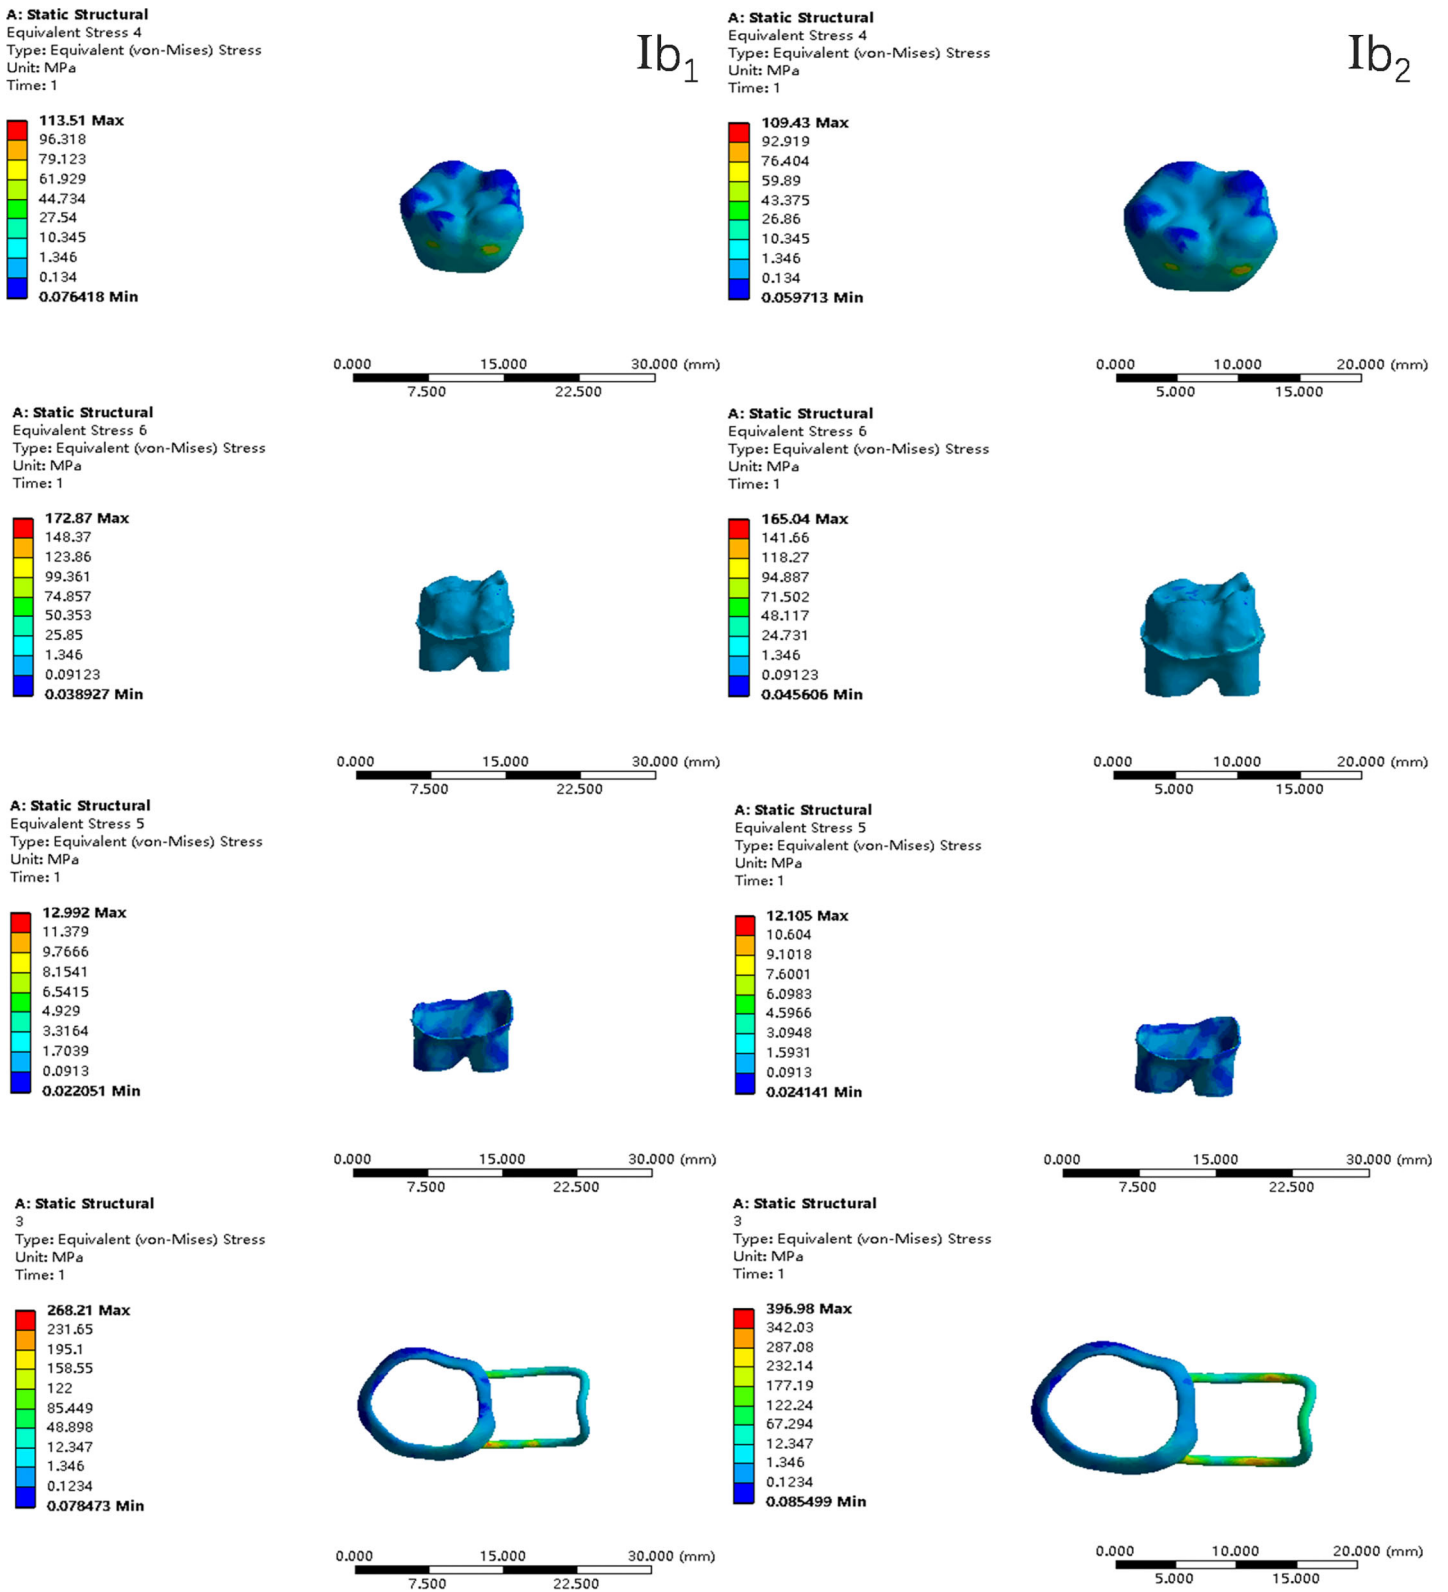 A: Static Structural
Equivalent Stress 4
Type: Equivalent (von-Mises) Stress
Unit: MPa
Time: 1
Ib₁
113.51 Max
96.318
79.123
61.929
44.734
27.54
10.345
1.346
0.134
0.076418 Min
0.000 15.000 30.000 (mm)
7.500 22.500
A: Static Structural
Equivalent Stress 4
Type: Equivalent (von-Mises) Stress
Unit: MPa
Time: 1
Ib₂
109.43 Max
92.919
76.404
59.89
43.375
26.86
10.345
1.346
0.134
0.059713 Min
0.000 10.000 20.000 (mm)
5.000 15.000
A: Static Structural
Equivalent Stress 6
Type: Equivalent (von-Mises) Stress
Unit: MPa
Time: 1
172.87 Max
148.37
123.86
99.361
74.857
50.353
25.85
1.346
0.09123
0.038927 Min
0.000 15.000 30.000 (mm)
7.500 22.500
A: Static Structural
Equivalent Stress 6
Type: Equivalent (von-Mises) Stress
Unit: MPa
Time: 1
165.04 Max
141.66
118.27
94.887
71.502
48.117
24.731
1.346
0.09123
0.045606 Min
0.000 10.000 20.000 (mm)
5.000 15.000
A: Static Structural
Equivalent Stress 5
Type: Equivalent (von-Mises) Stress
Unit: MPa
Time: 1
12.992 Max
11.379
9.7666
8.1541
6.5415
4.929
3.3164
1.7039
0.0913
0.022051 Min
0.000 15.000 30.000 (mm)
7.500 22.500
A: Static Structural
Equivalent Stress 5
Type: Equivalent (von-Mises) Stress
Unit: MPa
Time: 1
12.105 Max
10.604
9.1018
7.6001
6.0983
4.5966
3.0948
1.5931
0.0913
0.024141 Min
0.000 15.000 30.000 (mm)
7.500 22.500
A: Static Structural
3
Type: Equivalent (von-Mises) Stress
Unit: MPa
Time: 1
268.21 Max
231.65
195.1
158.55
122
85.449
48.898
12.347
1.346
0.1234
0.078473 Min
0.000 15.000 30.000 (mm)
7.500 22.500
A: Static Structural
3
Type: Equivalent (von-Mises) Stress
Unit: MPa
Time: 1
396.98 Max
342.03
287.08
232.14
177.19
122.24
67.294
12.347
1.346
0.1234
0.085499 Min
0.000 10.000 20.000 (mm)
5.000 15.000